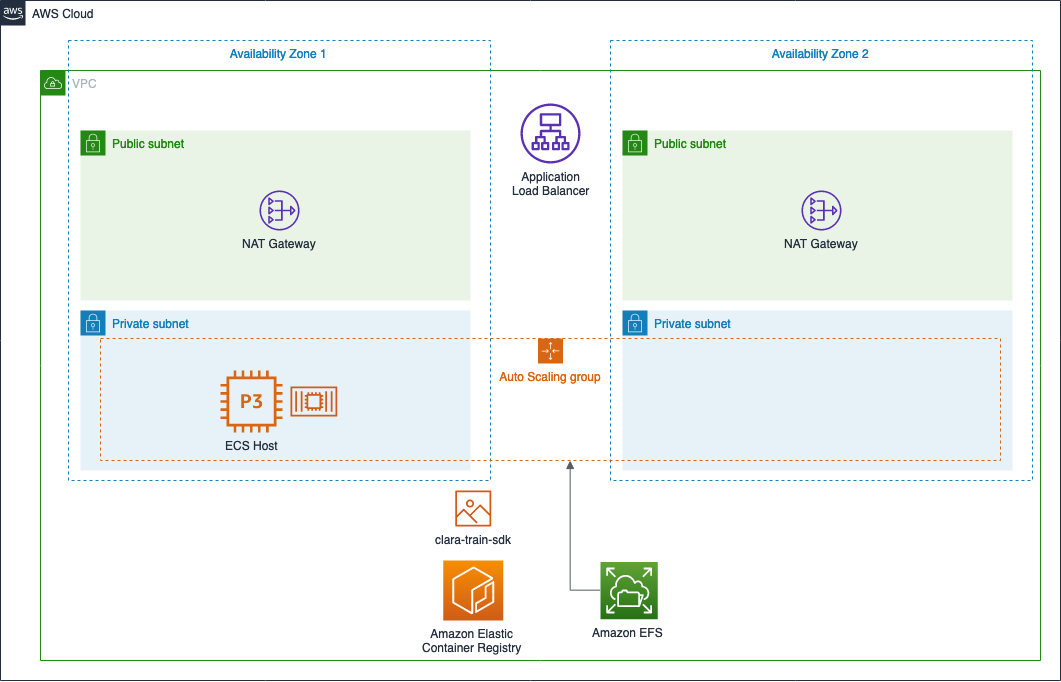 aws
AWS Cloud
Availability Zone 1
Availability Zone 2
VPC
Public subnet
Application
Load Balancer
Public subnet
NAT Gateway
NAT Gateway
Private subnet
Private subnet
Auto Scaling group
P3
ECS Host
clara-train-sdk
Amazon Elastic
Container Registry
Amazon EFS